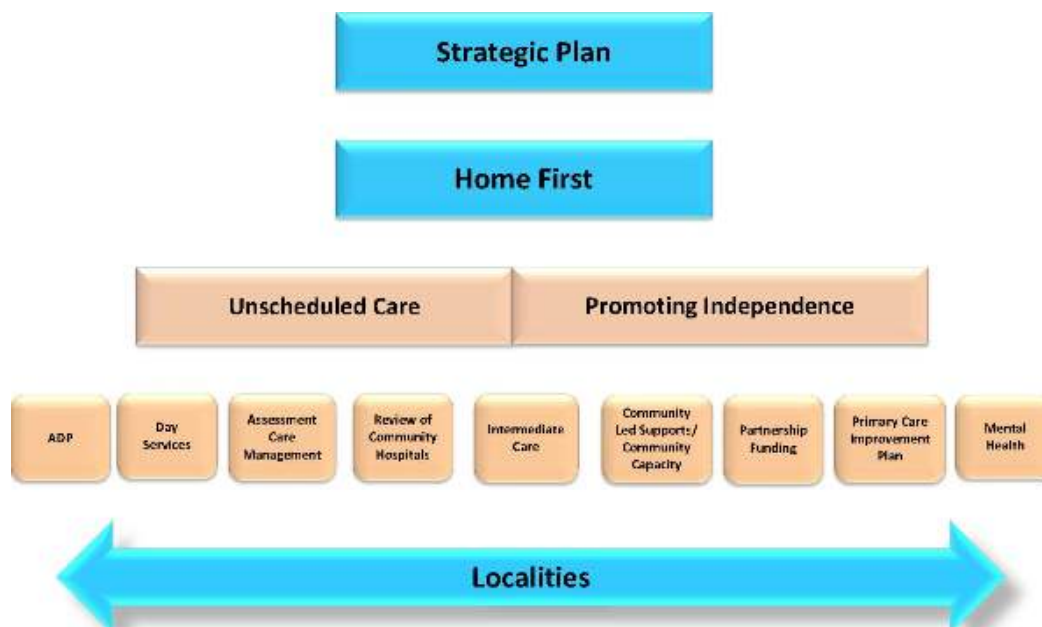 Strategic Plan
Home First
Unscheduled Care
Promoting Independence
ADP
Day
Services
Assessment
Care
Management
Review of
Community
Hospitals
Intermediate
Care
Community
Led Supports/
Community
Capacity
Partnership
Funding
Primary Care
Improvement
Plan
Mental
Health
Localities